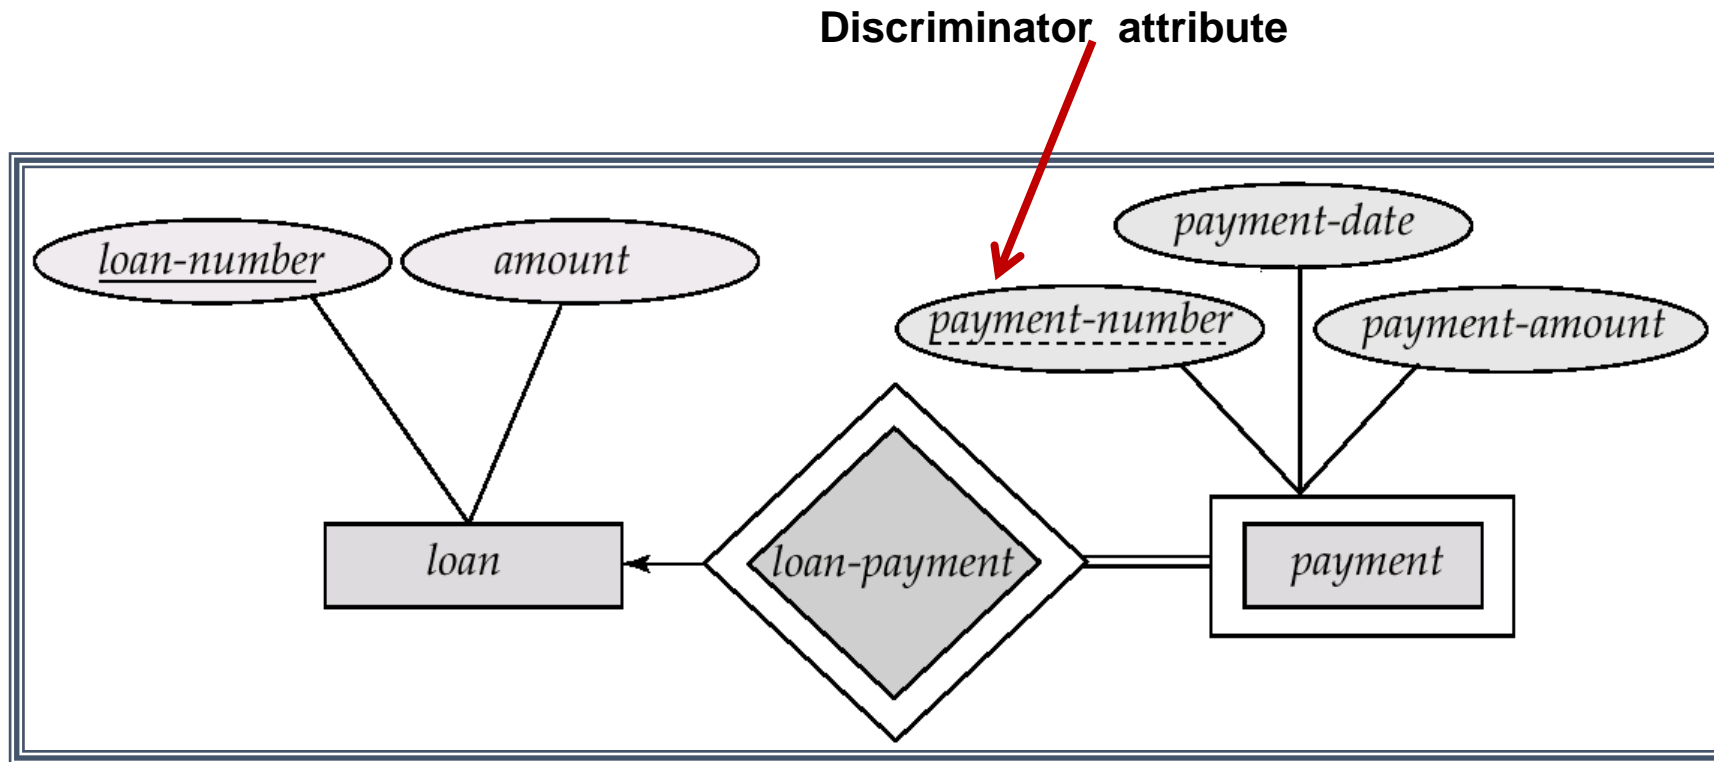 Discriminator attribute
payment-date
loan-number
amount
payment-number
payment-amount
loan
loan-payment
payment